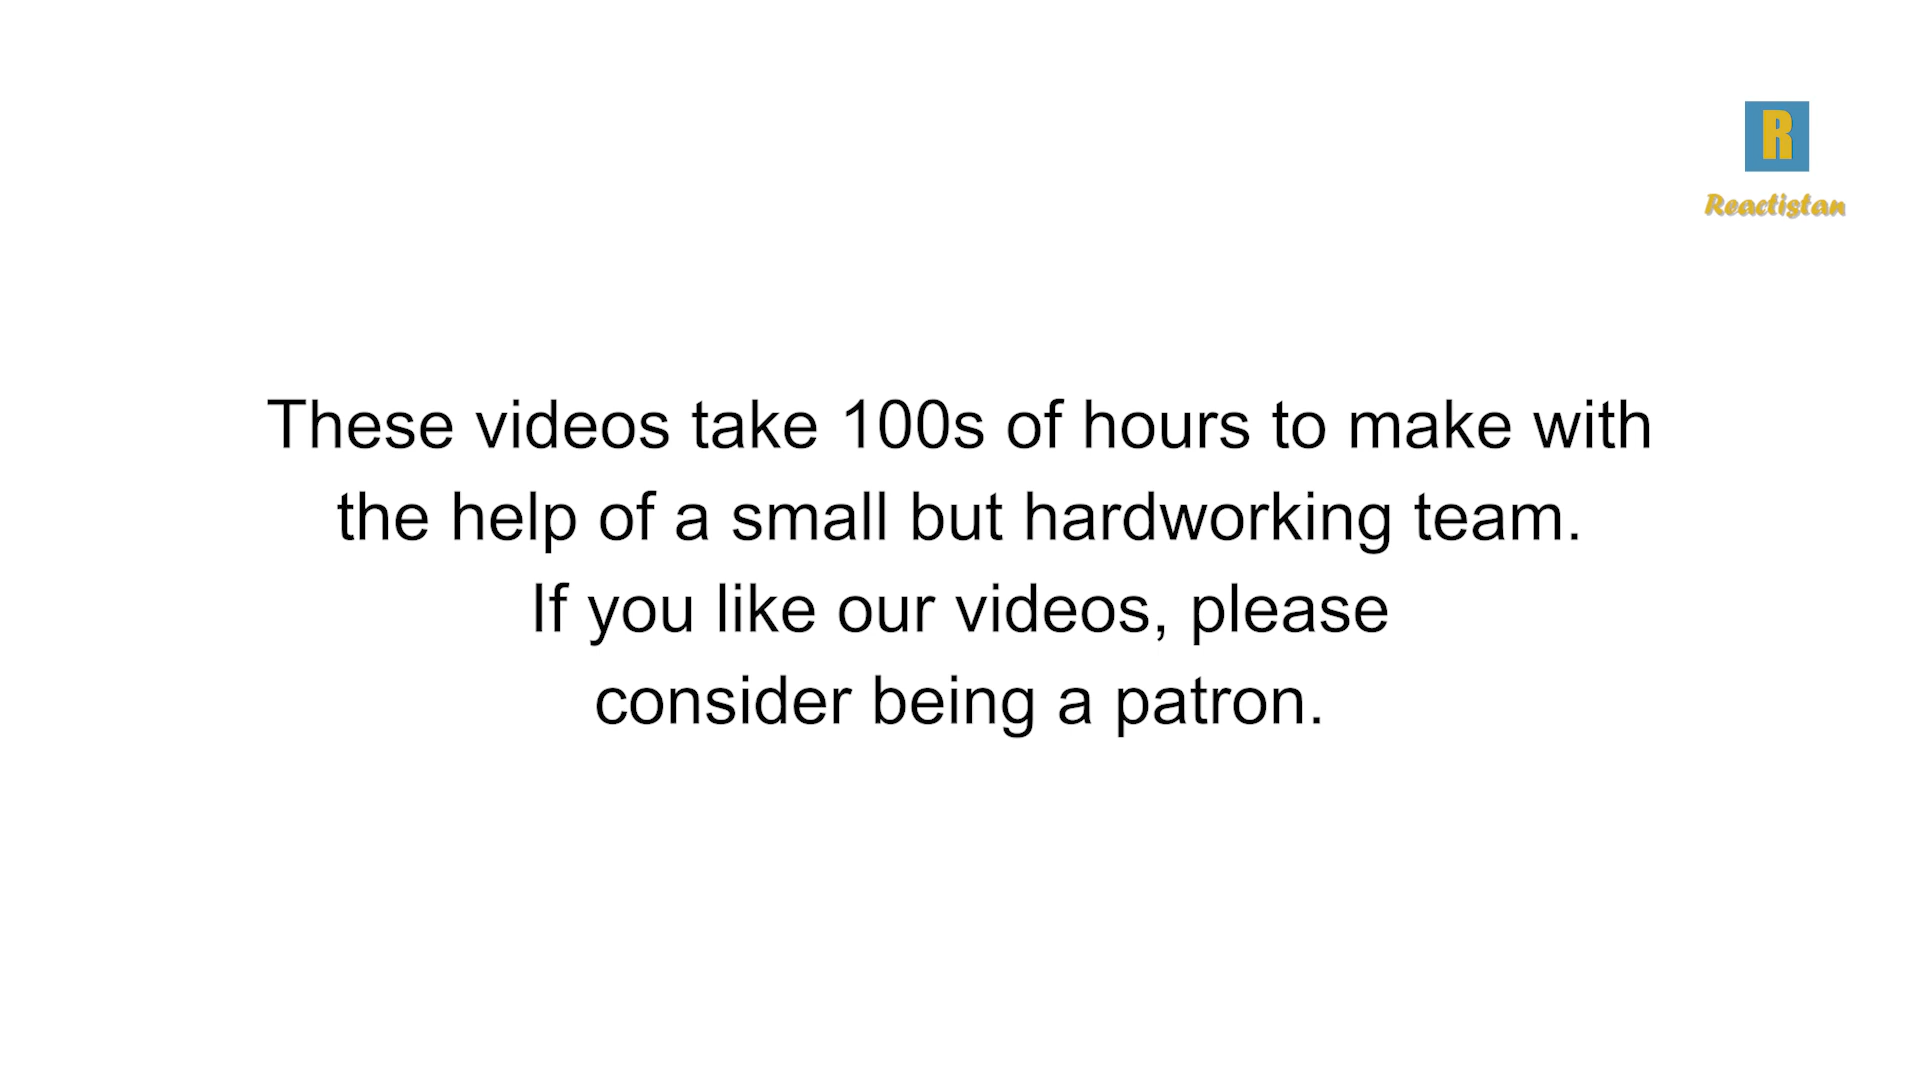 R
Reactistan
These videos take 100s of hours to make with
the help of a small but hardworking team.
If you like our videos, please
consider being a patron.